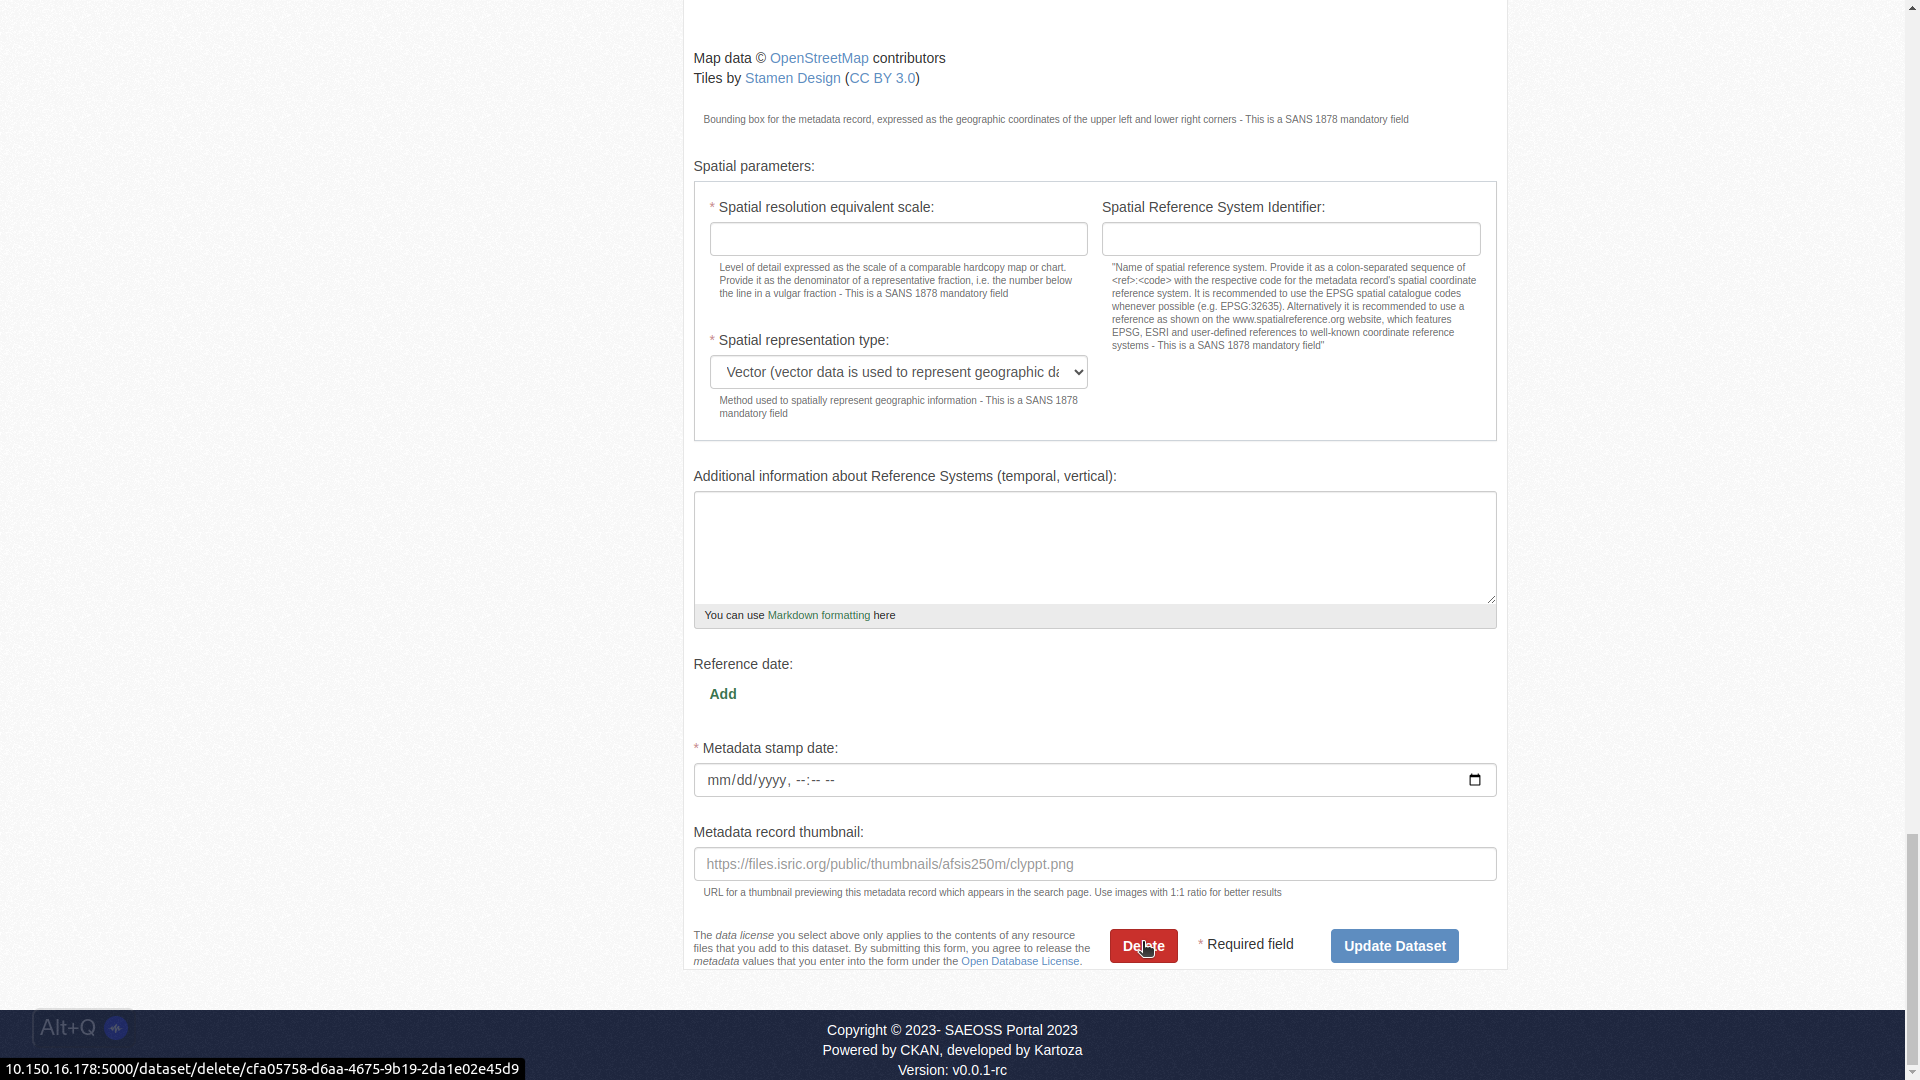 Map data © OpenStreetMap contributors
Tiles by Stamen Design (CC BY 3.0)
Bounding box for the metadata record, expressed as the geographic coordinates of the upper left and lower right corners - This is a SANS 1878 mandatory field
Spatial parameters:
* Spatial resolution equivalent scale:
Level of detail expressed as the scale of a comparable hardcopy map or chart.
Provide it as the denominator of a representative fraction, i.e. the number below
the line in a vulgar fraction - This is a SANS 1878 mandatory field
* Spatial representation type:
Vector (vector data is used to represent geographic da
Method used to spatially represent geographic information - This is a SANS 1878
mandatory field
Spatial Reference System Identifier:
"Name of spatial reference system. Provide it as a colon-separated sequence of
<ref>:<code> with the respective code for the metadata record's spatial coordinate
reference system. It is recommended to use the EPSG spatial catalogue codes
whenever possible (e.g. EPSG:32635). Alternatively it is recommended to use a
reference as shown on the www.spatialreference.org website, which features
EPSG, ESRI and user-defined references to well-known coordinate reference
systems - This is a SANS 1878 mandatory field"
Additional information about Reference Systems (temporal, vertical):
You can use Markdown formatting here
Reference date:
Add
* Metadata stamp date:
mm/dd/yyyy, --:-- --
Metadata record thumbnail:
https://files.isric.org/public/thumbnails/afsis250m/clyppt.png
URL for a thumbnail previewing this metadata record which appears in the search page. Use images with 1:1 ratio for better results
The data license you select above only applies to the contents of any resource
files that you add to this dataset. By submitting this form, you agree to release the
metadata values that you enter into the form under the Open Database License.
Delete
* Required field
Update Dataset
Alt+Q
Copyright © 2023- SAEOSS Portal 2023
Powered by CKAN, developed by Kartoza
Version: v0.0.1-rc
10.150.16.178:5000/dataset/delete/cfa05758-d6aa-4675-9b19-2da1e02e45d9